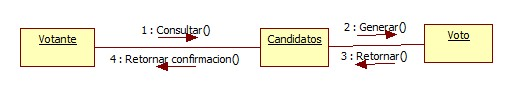 1 : Consultar()
2 : Generar()
Votante
Candidatos
Voto
4 : Retornar confirmacion()
3 : Retornar()